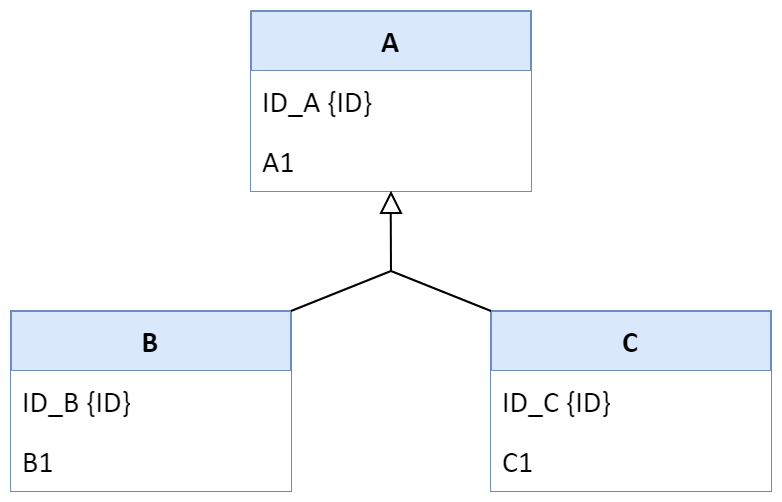 A
ID_A {ID}
A1
B
ID_B {ID}
B1
C
ID_C {ID}
C1